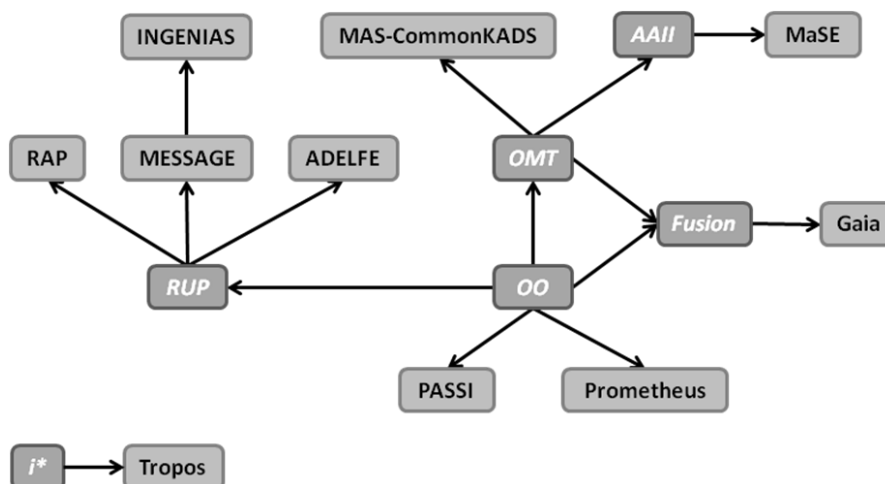 INGENIAS
MAS-CommonKADS
AAII
MaSE
RAP
MESSAGE
ADELFE
OMT
Fusion
Gaia
RUP
OO
PASSI
Prometheus
i*
Tropos